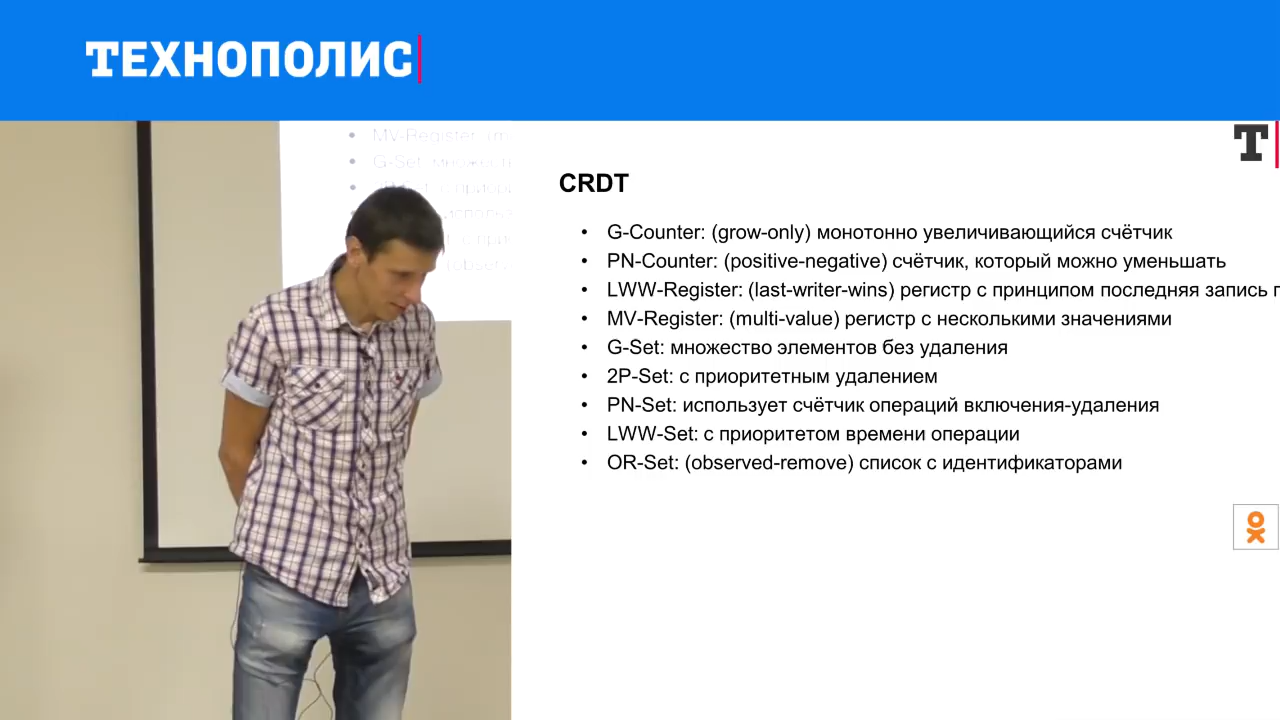 ТЕХНОПОЛИС
Т
CRDT
• G-Counter: (grow-only) монотонно увеличивающийся счётчик
• PN-Counter: (positive-negative) счётчик, который можно уменьшать
• LWW-Register: (last-writer-wins) регистр с принципом последняя запись
• MV-Register: (multi-value) регистр с несколькими значениями
• G-Set: множество элементов без удаления
• 2P-Set: с приоритетным удалением
• PN-Set: использует счётчик операций включения-удаления
• LWW-Set: с приоритетом времени операции
• OR-Set: (observed-remove) список с идентификаторами
• MV-Register: (m
• G-Set: